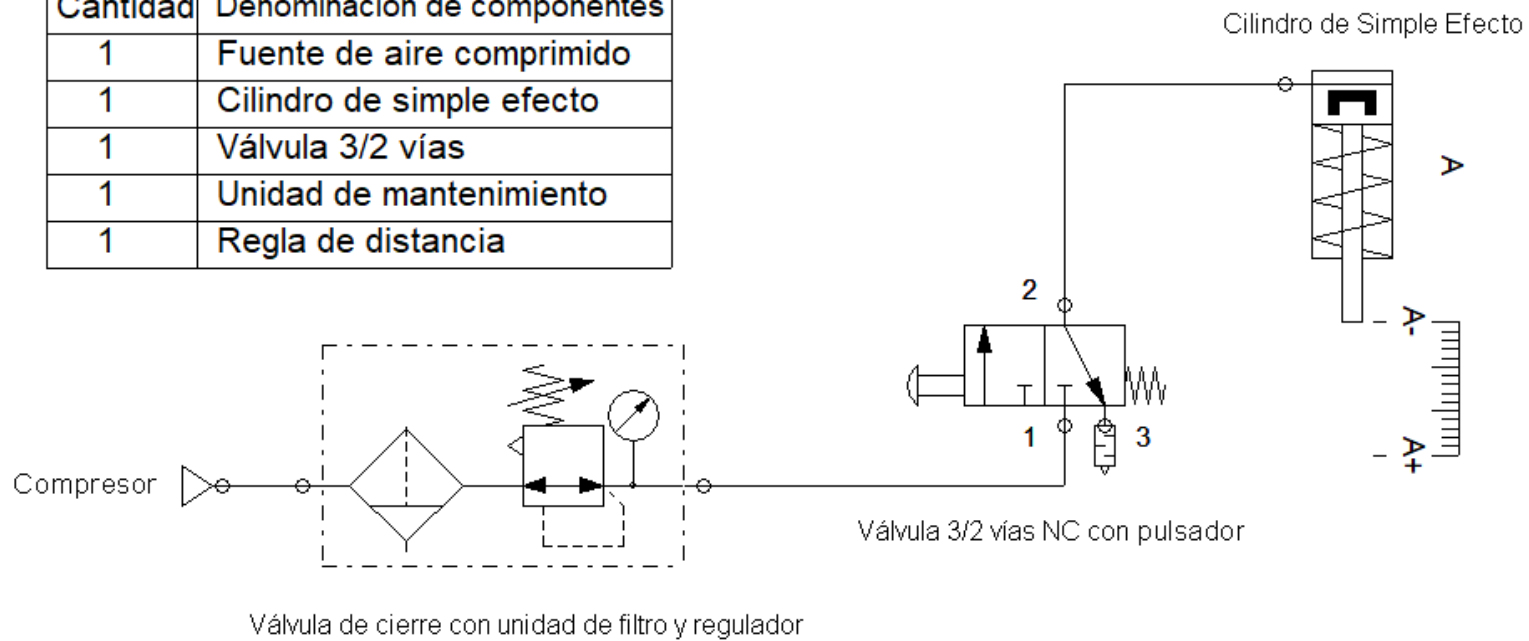 Cantidad Denominación de componentes
1 Fuente de aire comprimido
1 Cilindro de simple efecto
1 Válvula 3/2 vías
1 Unidad de mantenimiento
1 Regla de distancia
Cilindro de Simple Efecto
A
2
A-
1
3
A+
Compresor
Válvula 3/2 vías NC con pulsador
Válvula de cierre con unidad de filtro y regulador